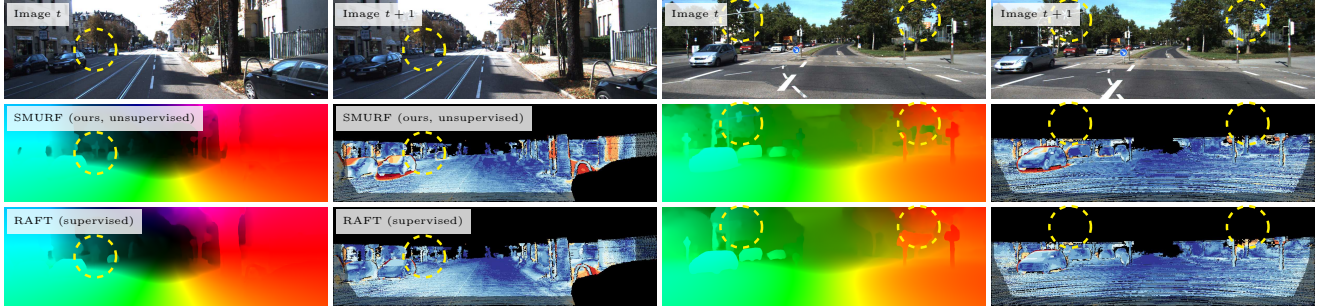 Image t
Image t + 1
Image t
Image t + 1
SMURF (ours, unsupervised)
SMURF (ours, unsupervised)
RAFT (supervised)
RAFT (supervised)